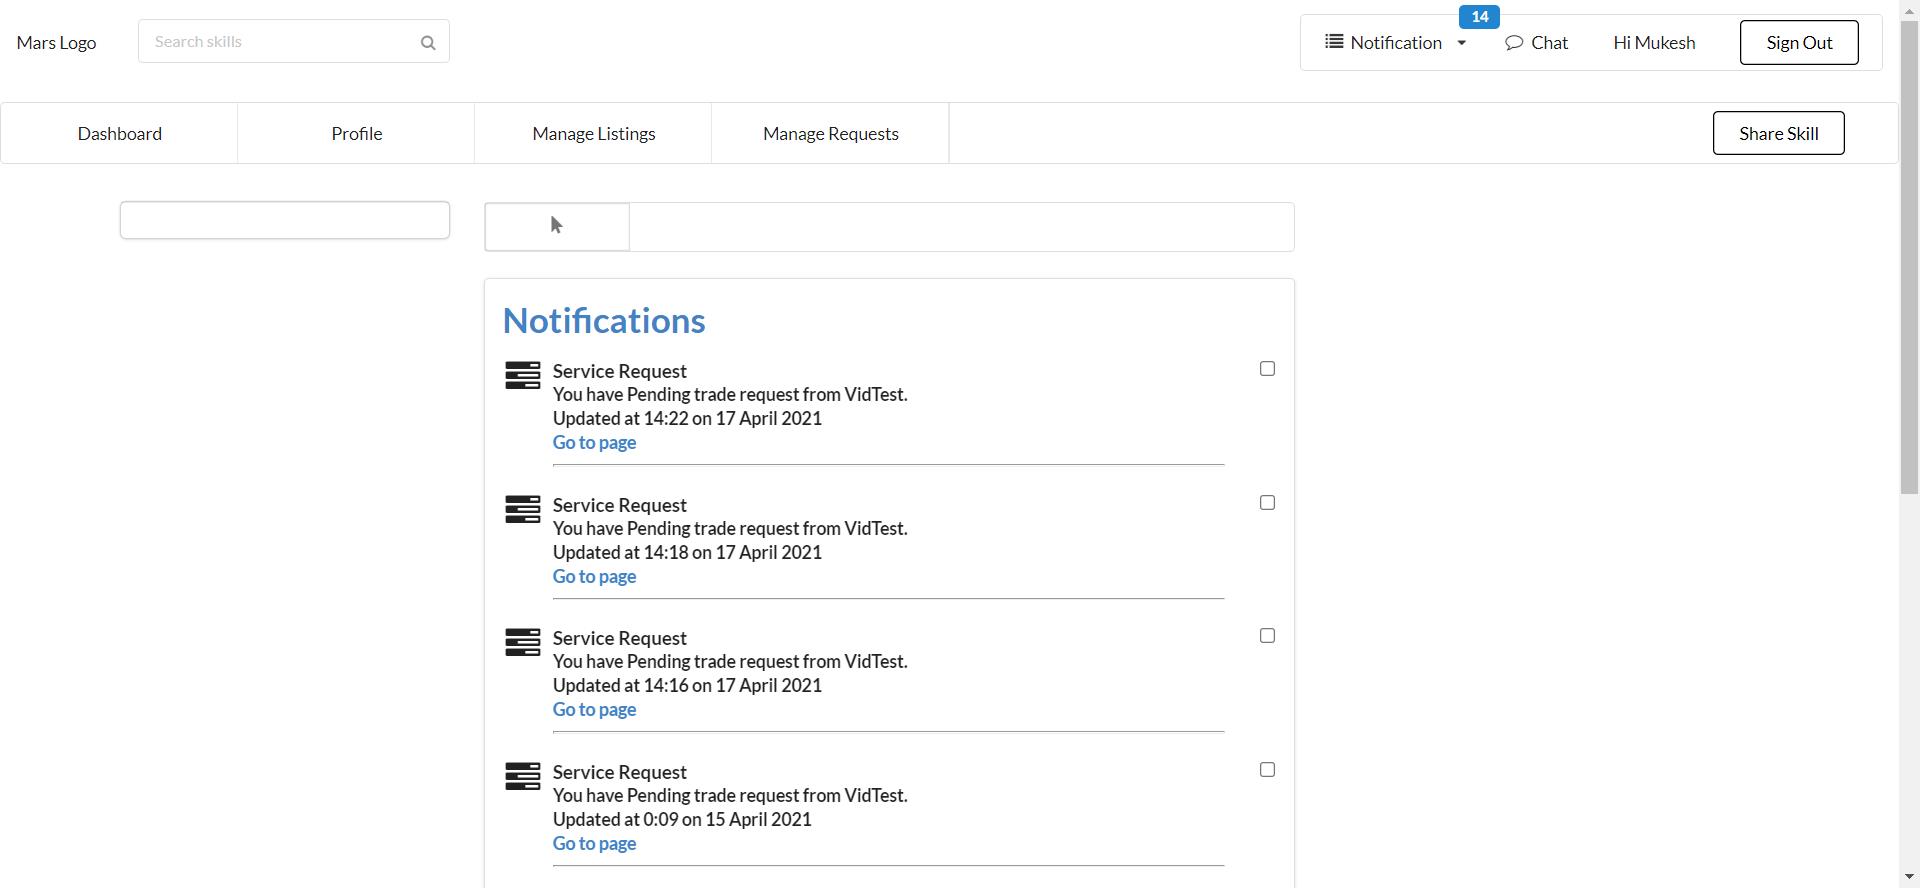 Mars Logo
Search skills
14
Notification
Chat
Hi Mukesh
Sign Out
Dashboard
Profile
Manage Listings
Manage Requests
Share Skill
Notifications
Service Request
You have Pending trade request from VidTest.
Updated at 14:22 on 17 April 2021
Go to page
Service Request
You have Pending trade request from VidTest.
Updated at 14:18 on 17 April 2021
Go to page
Service Request
You have Pending trade request from VidTest.
Updated at 14:16 on 17 April 2021
Go to page
Service Request
You have Pending trade request from VidTest.
Updated at 0:09 on 15 April 2021
Go to page